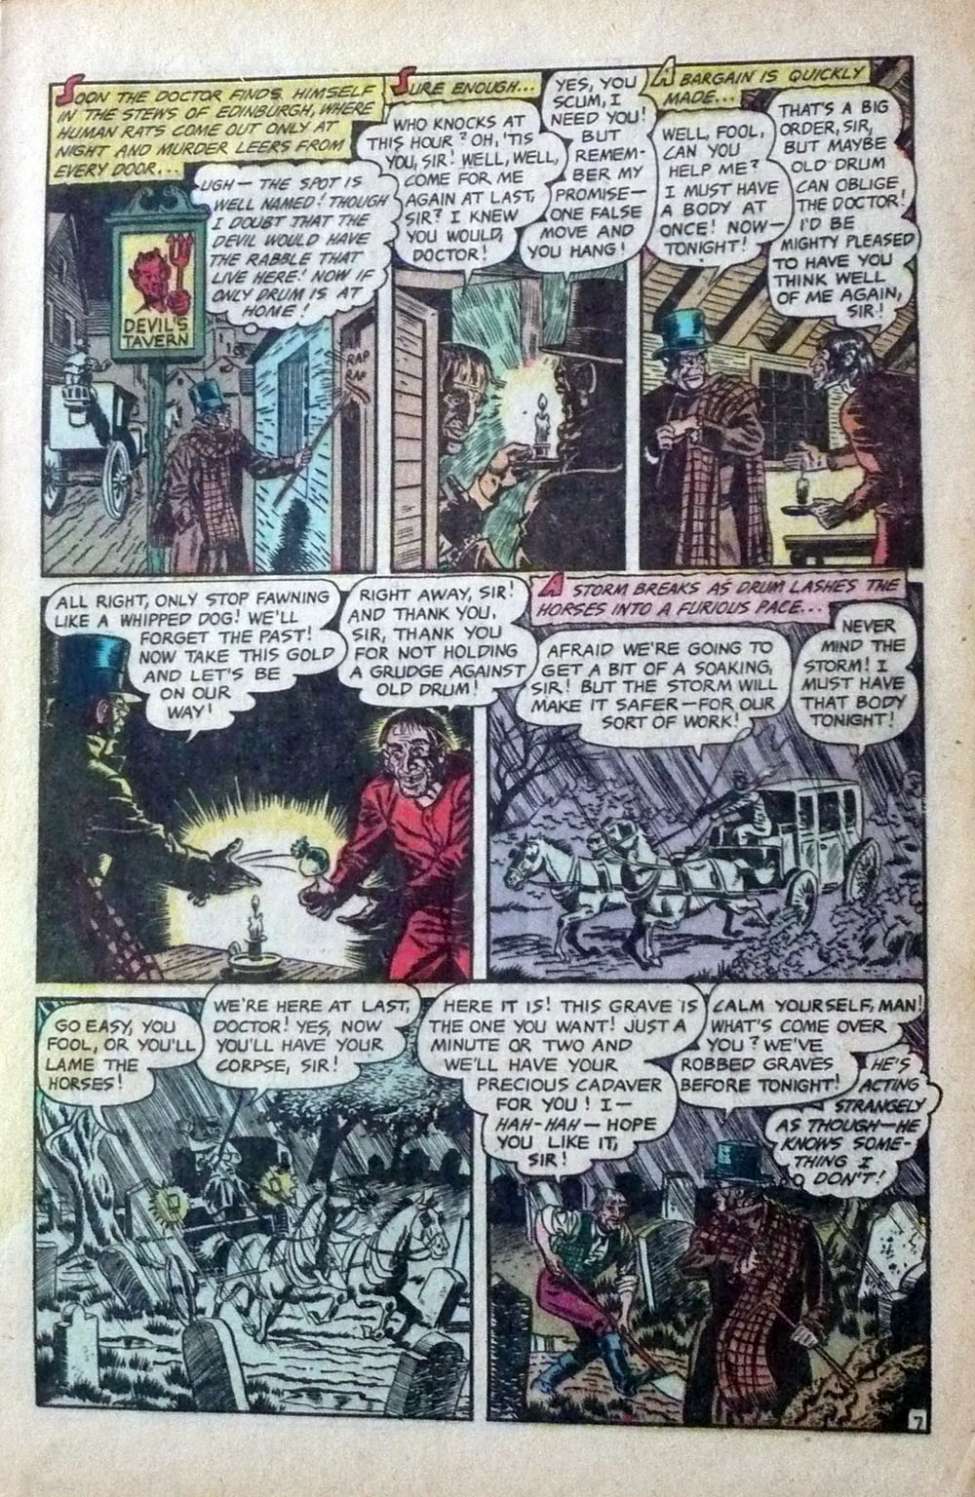 SOON THE DOCTOR FINDS HIMSELF
IN THE STEWS OF EDINBURGH, WHERE
HUMAN RATS COME OUT ONLY AT
NIGHT AND MURDER LEERS FROM
EVERY DOOR...
UGH - THE SPOT IS
WELL NAMED! THOUGH
I DOUBT THAT THE
DEVIL WOULD HAVE
THE RABBLE THAT
LIVE HERE! NOW IF
ONLY DRUM IS AT
HOME!
DEVIL'S
TAVERN
RAP
RAP
SURE ENOUGH...
WHO KNOCKS AT
THIS HOUR? OH, 'TIS
YOU, SIR! WELL, WELL,
COME FOR ME
AGAIN AT LAST,
SIR? I KNEW
YOU WOULD,
DOCTOR!
YES, YOU
SCUM, I
NEED YOU!
BUT
REMEM-
BER MY
PROMISE-
ONE FALSE
MOVE AND
YOU HANG!
A BARGAIN IS QUICKLY
MADE...
WELL, FOOL,
CAN YOU
HELP ME?
I MUST HAVE
A BODY AT
ONCE! NOW-
TONIGHT!
THAT'S A BIG
ORDER, SIR,
BUT MAYBE
OLD DRUM
CAN OBLIGE
THE DOCTOR!
I'D BE
MIGHTY PLEASED
TO HAVE YOU
THINK WELL
OF ME AGAIN,
SIR!
ALL RIGHT, ONLY STOP FAWNING
LIKE A WHIPPED DOG! WE'LL
FORGET THE PAST!
NOW TAKE THIS GOLD
AND LET'S BE
ON OUR
WAY!
RIGHT AWAY, SIR!
AND THANK YOU,
SIR, THANK YOU
FOR NOT HOLDING
A GRUDGE AGAINST
OLD DRUM!
A STORM BREAKS AS DRUM LASHES THE
HORSES INTO A FURIOUS PACE...
AFRAID WE'RE GOING TO
GET A BIT OF A SOAKING,
SIR! BUT THE STORM WILL
MAKE IT SAFER-FOR OUR
SORT OF WORK!
NEVER
MIND THE
STORM! I
MUST HAVE
THAT BODY
TONIGHT!
GO EASY, YOU
FOOL, OR YOU'LL
LAME THE
HORSES!
WE'RE HERE AT LAST,
DOCTOR! YES, NOW
YOU'LL HAVE YOUR
CORPSE, SIR!
HERE IT IS! THIS GRAVE IS
THE ONE YOU WANT! JUST A
MINUTE OR TWO AND
WE'LL HAVE YOUR
PRECIOUS CADAVER
FOR YOU! I-
HAH-HAH- HOPE
YOU LIKE IT,
SIR!
CALM YOURSELF, MAN!
WHAT'S COME OVER
YOU? WE'VE
ROBBED GRAVES
BEFORE TONIGHT!
HE'S
ACTING
STRANGELY
AS THOUGH-HE
KNOWS SOME-
THING I
DON'T!
7